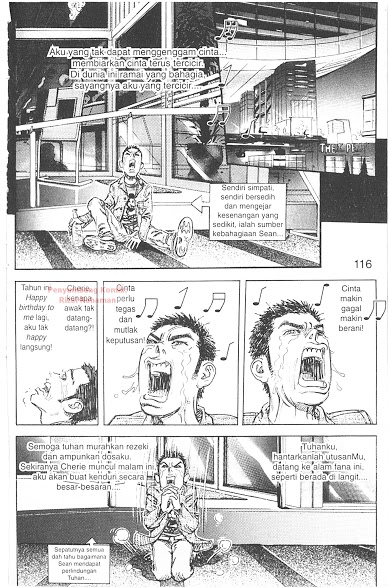 Aku yang tak dapat menggenggam cinta...
membiarkan cinta terus tercicir.
Di dunia ini ramai yang bahagia,
sayangnya aku yang tercicir....
Sendiri simpati,
sendiri bersedih
dan mengejar
kesenangan yang
sedikit, ialah sumber
kebahagiaan Sean....
116
Tahun ini
Happy
birthday to
me lagi,
aku tak
happy
langsung!
Cherie,
kenapa
awak tak
datang-
datang?!
Cinta
perlu
tegas
dan
mutlak
keputusan!
Cinta
makin
gagal
makin
berani!
Semoga tuhan murahkan rezeki
dan ampunkan dosaku.
Sekiranya Cherie muncul malam ini
aku akan buat kenduri secara
besar-besaran....
Tuhanku,
hantarkanlah utusanMu,
datang ke alam fana ini,
seperti berada di langit....
Sepatutnya semua
dah tahu bagaimana
Sean mendapat
perlindungan
Tuhan....